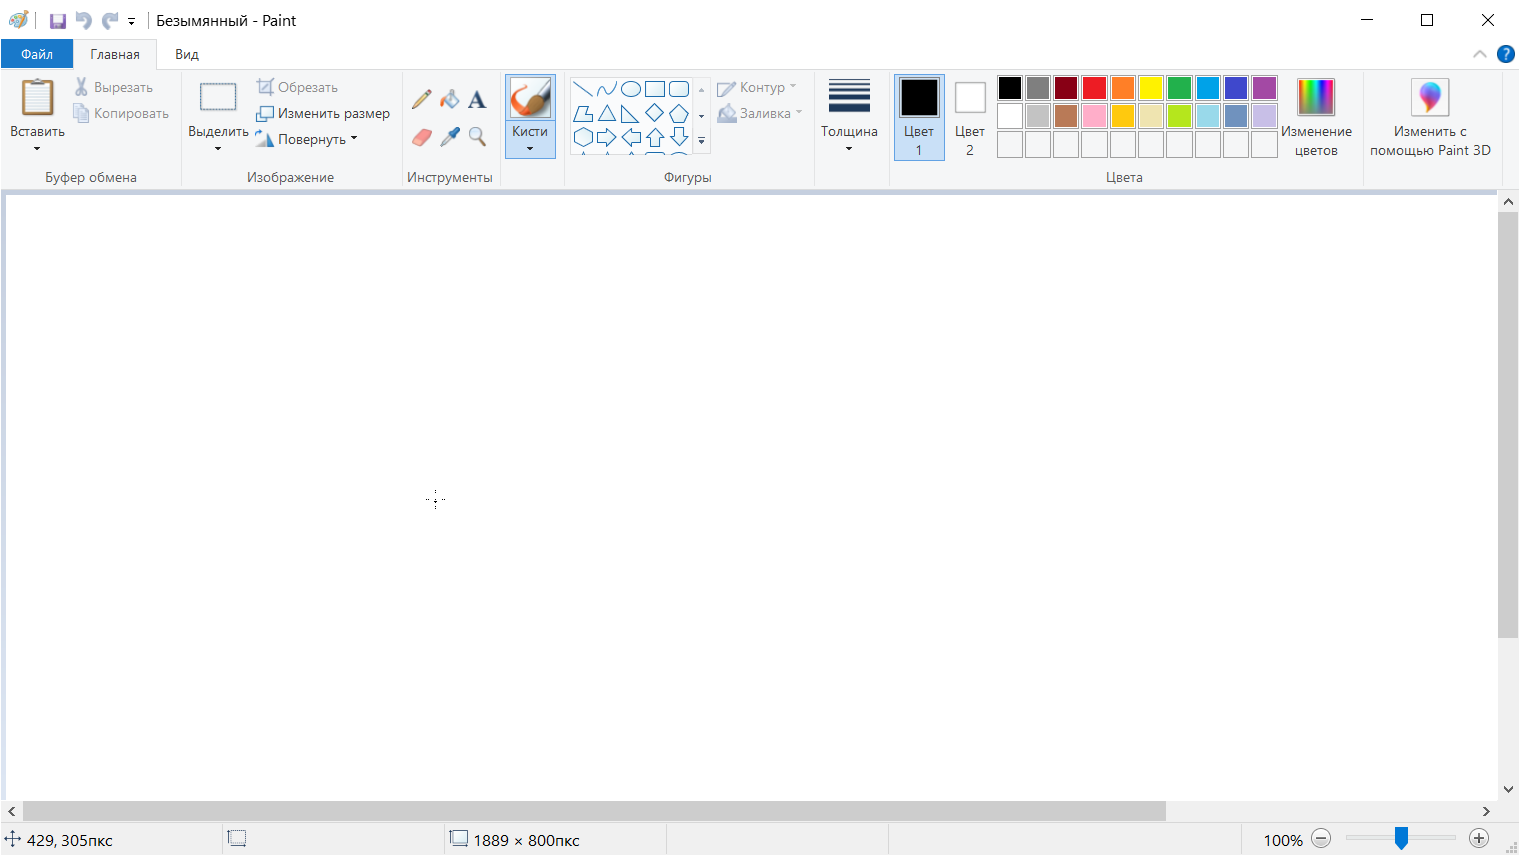 Безымянный - Paint
Файл
Главная
Вид
Вставить
Вырезать
Копировать
Буфер обмена
Выделить
Обрезать
Изменить размер
Повернуть
Изображение
A
Инструменты
Кисти
Контур
Заливка
Фигуры
Толщина
Цвет
1
Цвет
2
Изменение
цветов
Цвета
Изменить с
помощью Paint 3D
?
429, 305пкс
1889 × 800пкс
100%